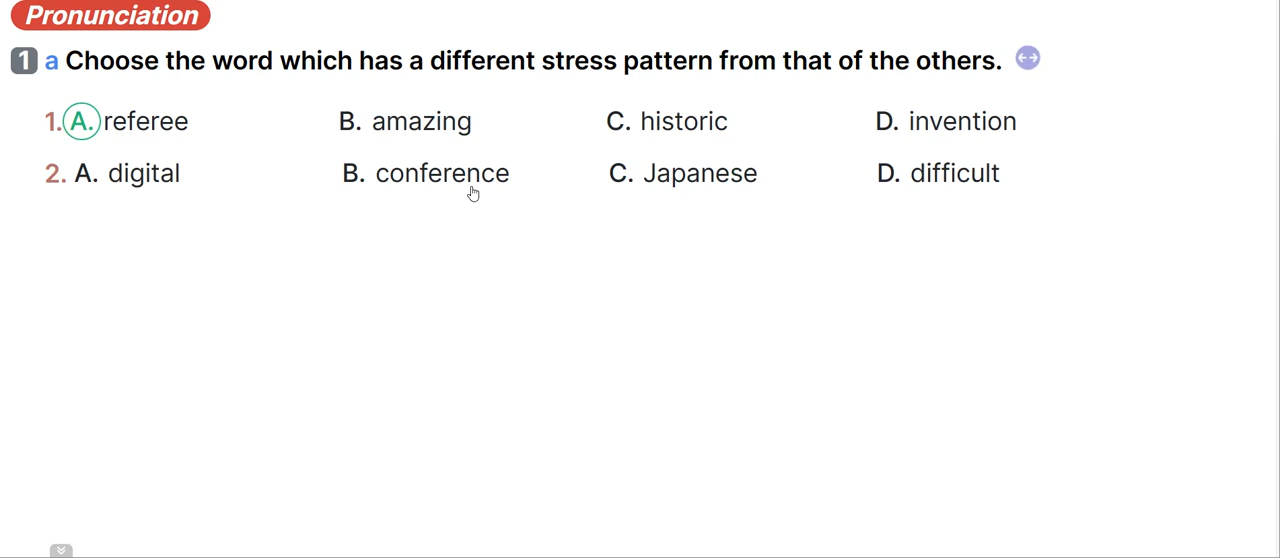 Pronunciation
1 a Choose the word which has a different stress pattern from that of the others.
1. A. referee B. amazing C. historic D. invention
2. A. digital B. conference C. Japanese D. difficult